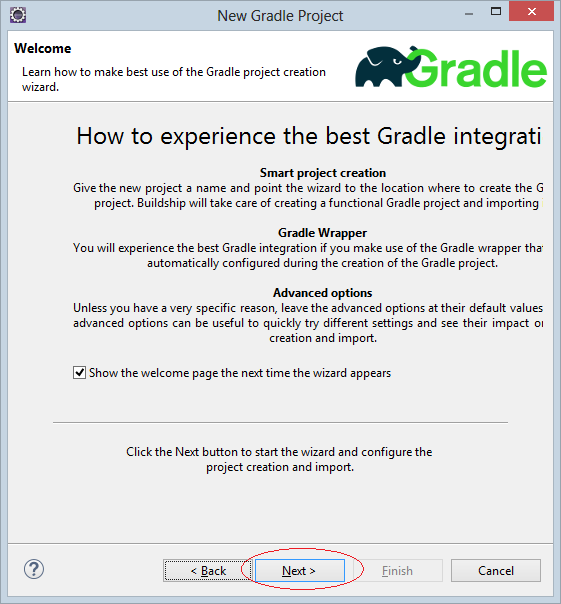 New Gradle Project
Welcome
Learn how to make best use of the Gradle project creation
wizard.
Gradle
How to experience the best Gradle integrati
Smart project creation
Give the new project a name and point the wizard to the location where to create the G
project. Buildship will take care of creating a functional Gradle project and importing
Gradle Wrapper
You will experience the best Gradle integration if you make use of the Gradle wrapper that
automatically configured during the creation of the Gradle project.
Advanced options
Unless you have a very specific reason, leave the advanced options at their default values
advanced options can be useful to quickly try different settings and see their impact o
creation and import.
Show the welcome page the next time the wizard appears
Click the Next button to start the wizard and configure the
project creation and import.
?
< Back
Next >
Finish
Cancel